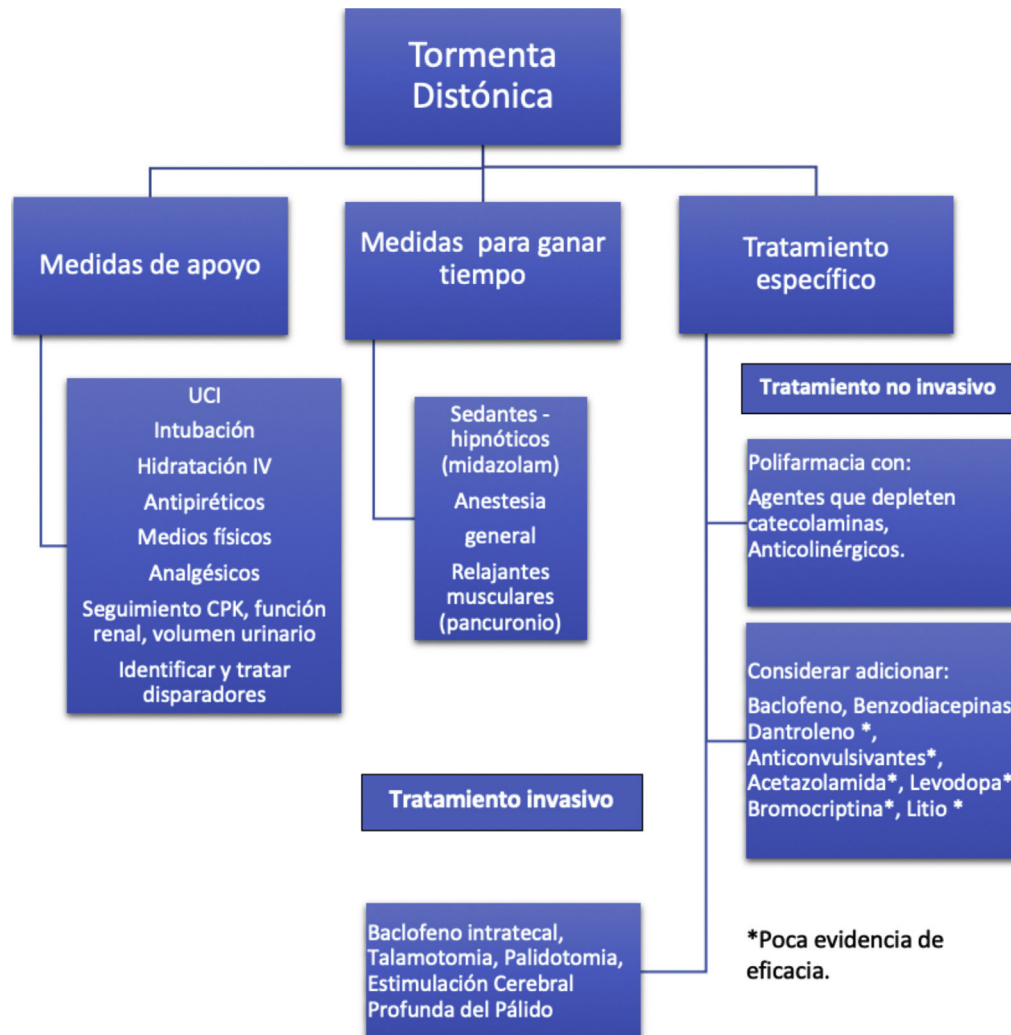 Tormenta
Distónica
Medidas de apoyo
Medidas para ganar
tiempo
Tratamiento
específico
UCI
Intubación
Hidratación IV
Antipiréticos
Medios físicos
Analgésicos
Seguimiento CPK, función
renal, volumen urinario
Identificar y tratar
disparadores
Sedantes -
hipnóticos
(midazolam)
Anestesia
general
Relajantes
musculares
(pancuronio)
Tratamiento no invasivo
Polifarmacia con:
Agentes que depleten
catecolaminas,
Anticolinérgicos.
Considerar adicionar:
Baclofeno, Benzodiacepinas
Dantroleno *,
Anticonvulsivantes*,
Acetazolamida*, Levodopa*
Bromocriptina*, Litio *
Tratamiento invasivo
Baclofeno intratecal,
Talamotomia, Palidotomia,
Estimulación Cerebral
Profunda del Pálido
*Poca evidencia de
eficacia.